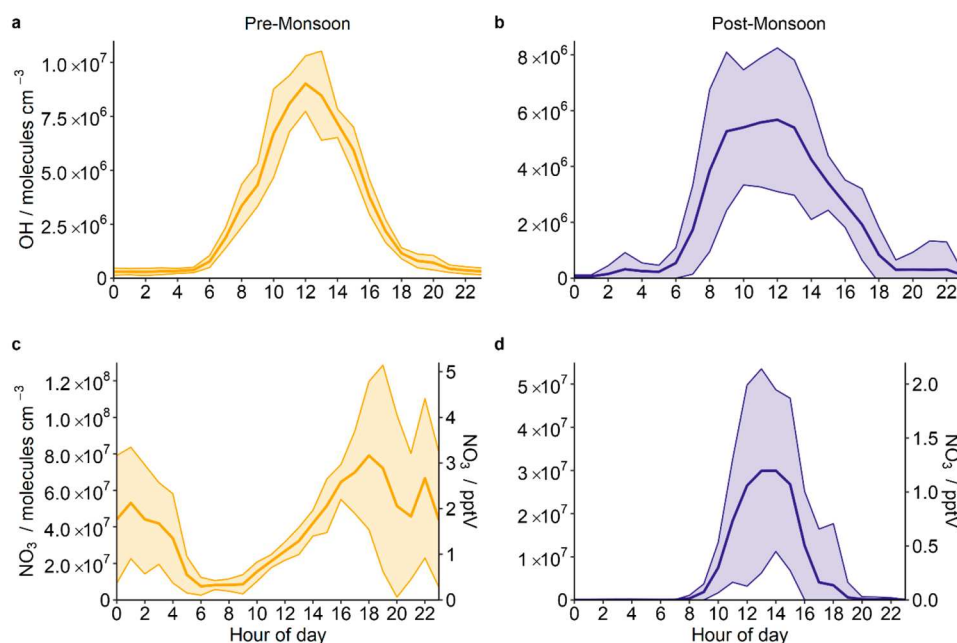 a
Pre-Monsoon
b
Post-Monsoon
OH / molecules cm⁻³
1.0 ×10⁷
7.5 ×10⁶
5.0 ×10⁶
2.5 ×10⁶
0
0 2 4 6 8 10 12 14 16 18 20 22
8 ×10⁶
6 ×10⁶
4 ×10⁶
2 ×10⁶
0
0 2 4 6 8 10 12 14 16 18 20 22
c
d
NO₃ / molecules cm⁻³
1.2 ×10⁸
1.0 ×10⁸
8.0 ×10⁷
6.0 ×10⁷
4.0 ×10⁷
2.0 ×10⁷
0
5
4
3
2
1
0
NO₃ / pptV
0 2 4 6 8 10 12 14 16 18 20 22
Hour of day
5 ×10⁷
4 ×10⁷
3 ×10⁷
2 ×10⁷
1 ×10⁷
0
2.0
1.5
1.0
0.5
0.0
NO₃ / pptV
0 2 4 6 8 10 12 14 16 18 20 22
Hour of day